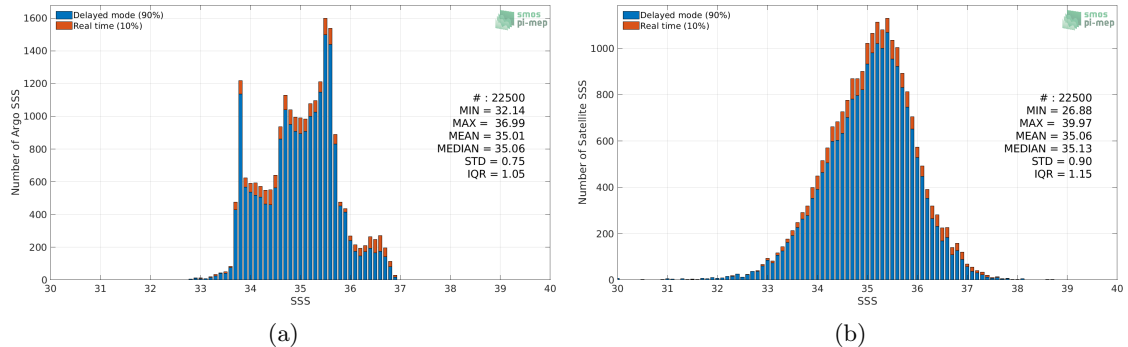 Delayed mode (90%)
Real time (10%)
smos
pi-mep
# : 22500
MIN = 32.14
MAX = 36.99
MEAN = 35.01
MEDIAN = 35.06
STD = 0.75
IQR = 1.05
Number of Argo SSS
1600
1400
1200
1000
800
600
400
200
0
30 31 32 33 34 35 36 37 38 39 40
SSS
(a)
Delayed mode (90%)
Real time (10%)
smos
pi-mep
# : 22500
MIN = 26.88
MAX = 39.97
MEAN = 35.06
MEDIAN = 35.13
STD = 0.90
IQR = 1.15
Number of Satellite SSS
1000
800
600
400
200
0
30 31 32 33 34 35 36 37 38 39 40
SSS
(b)